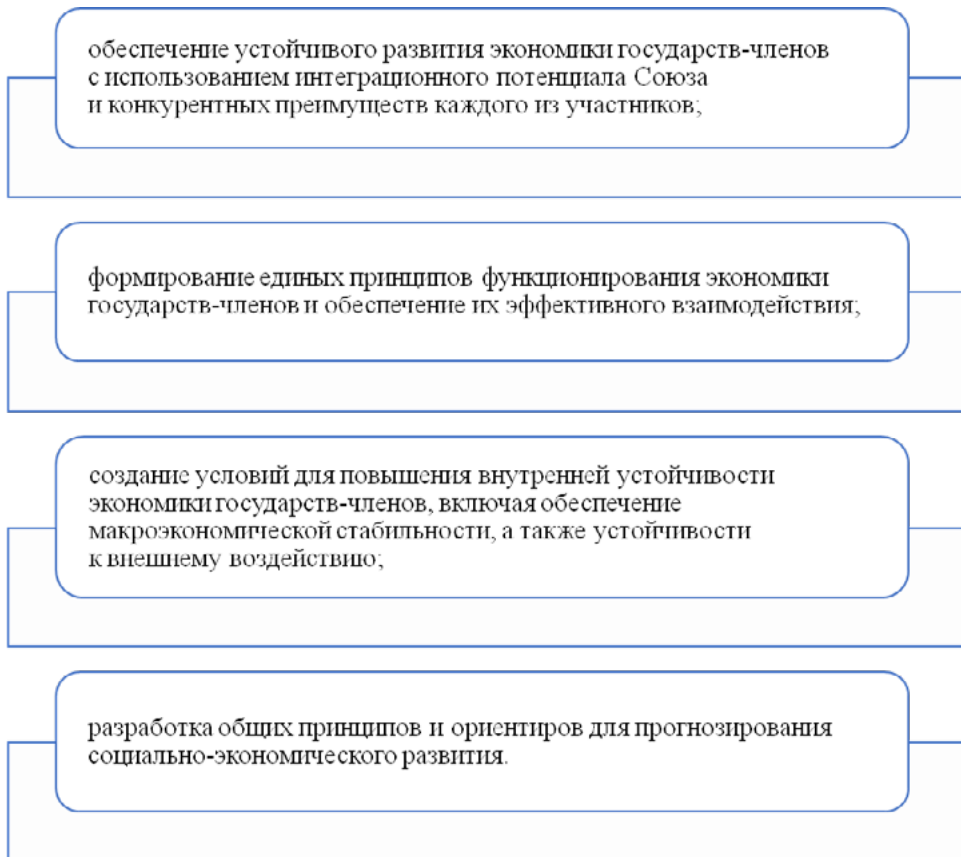 обеспечение устойчивого развития экономики государств-членов
с использованием интеграционного потенциала Союза
и конкурентных преимуществ каждого из участников;
формирование единых принципов функционирования экономики
государств-членов и обеспечение их эффективного взаимодействия;
создание условий для повышения внутренней устойчивости
экономики государств-членов, включая обеспечение
макроэкономической стабильности, а также устойчивости
к внешнему воздействию;
разработка общих принципов и ориентиров для прогнозирования
социально-экономического развития.